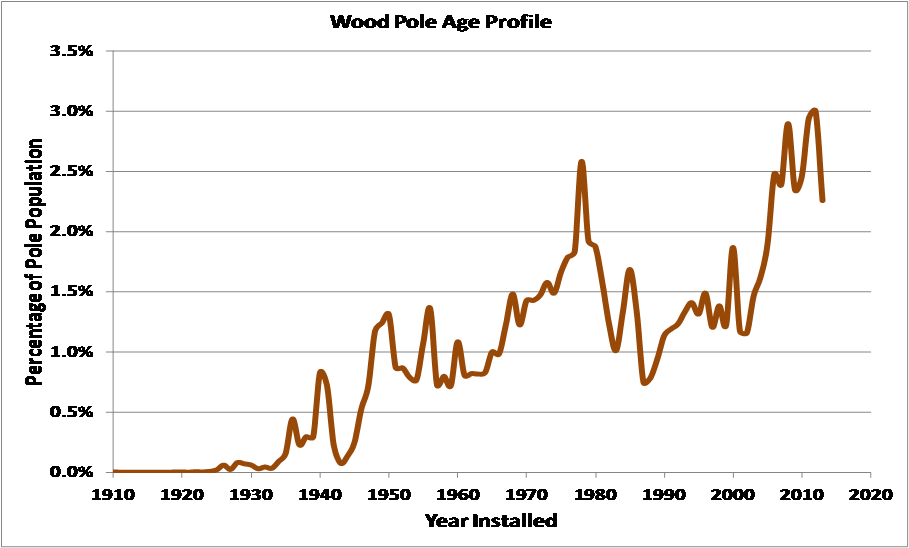 Wood Pole Age Profile
3.5%
3.0%
2.5%
2.0%
1.5%
1.0%
0.5%
0.0%
Percentage of Pole Population
1910 1920 1930 1940 1950 1960 1970 1980 1990 2000 2010 2020
Year Installed